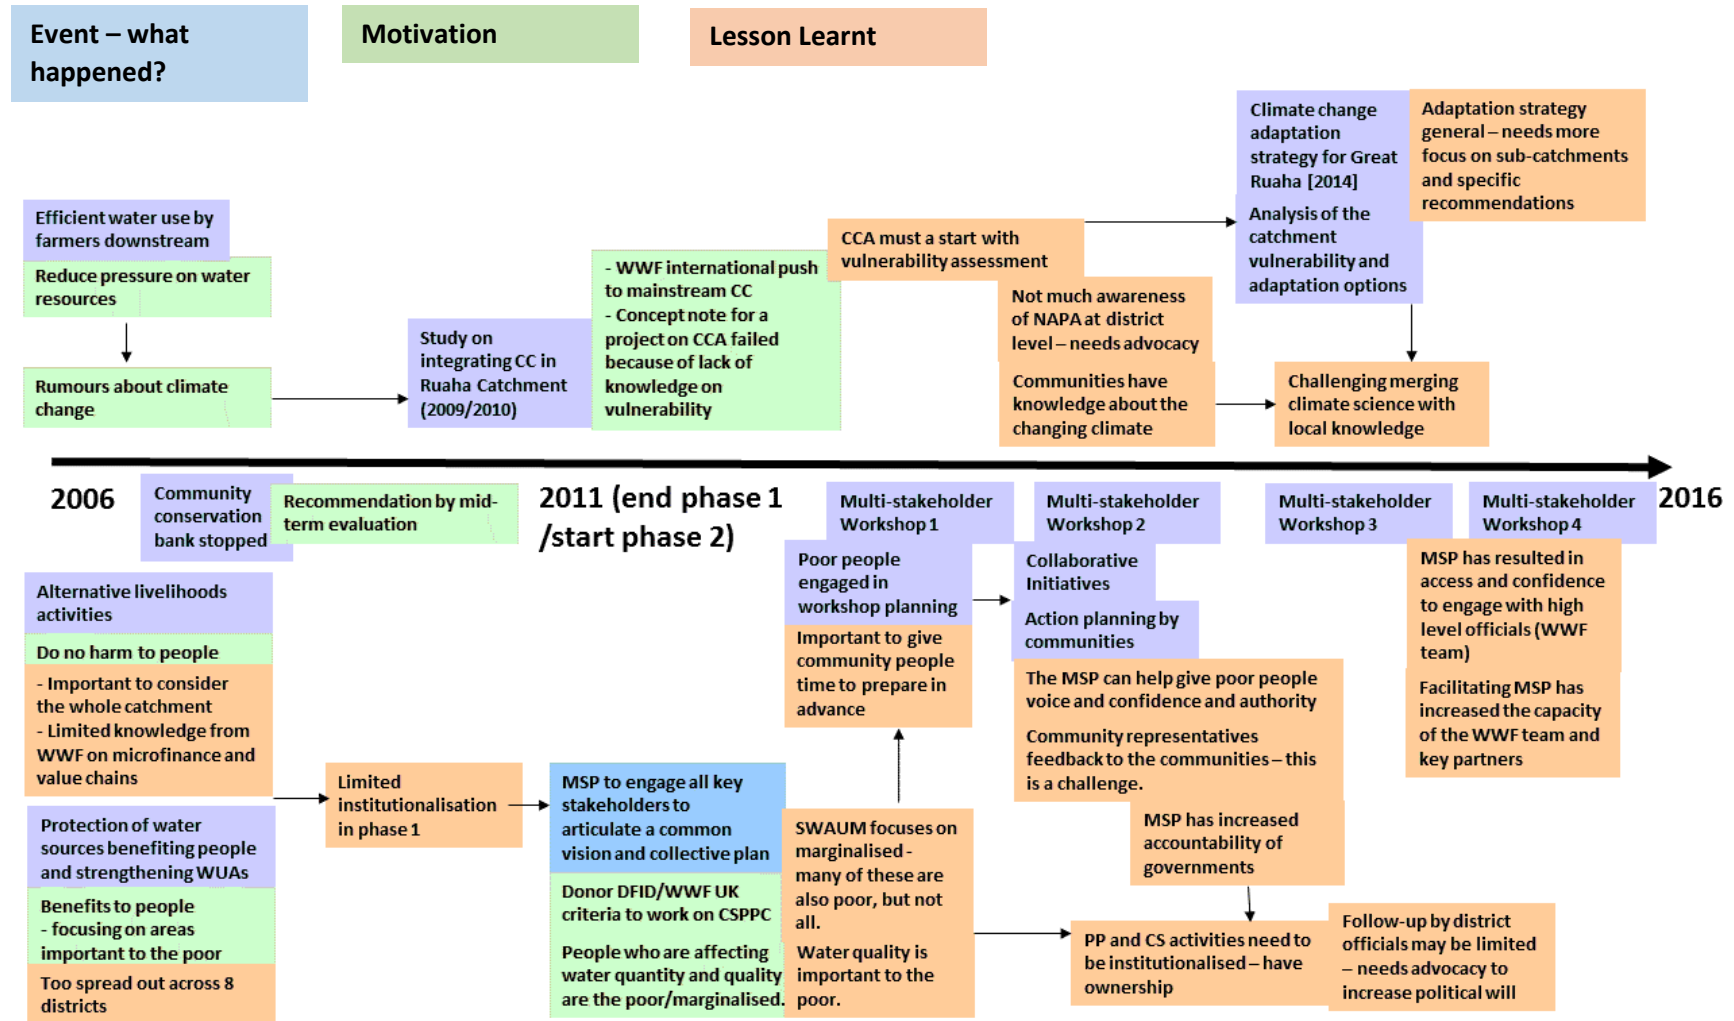 Event – what
happened?
Motivation
Lesson Learnt
Climate change
adaptation
strategy for Great
Ruaha [2014]
Analysis of the
catchment
vulnerability and
adaptation options
Adaptation strategy
general – needs more
focus on sub-catchments
and specific
recommendations
Efficient water use by
farmers downstream
Reduce pressure on water
resources
Rumours about climate
change
Study on
integrating CC in
Ruaha Catchment
(2009/2010)
- WWF international push
to mainstream CC
- Concept note for a
project on CCA failed
because of lack of
knowledge on
vulnerability
CCA must a start with
vulnerability assessment
Not much awareness
of NAPA at district
level – needs advocacy
Communities have
knowledge about the
changing climate
Challenging merging
climate science with
local knowledge
2006
Community
conservation
bank stopped
Recommendation by mid-
term evaluation
2011 (end phase 1
/start phase 2)
Multi-stakeholder
Workshop 1
Multi-stakeholder
Workshop 2
Multi-stakeholder
Workshop 3
Multi-stakeholder
Workshop 4
2016
Alternative livelihoods
activities
Do no harm to people
- Important to consider
the whole catchment
- Limited knowledge from
WWF on microfinance and
value chains
Protection of water
sources benefiting people
and strengthening WUAs
Benefits to people
- focusing on areas
important to the poor
Too spread out across 8
districts
Limited
institutionalisation
in phase 1
MSP to engage all key
stakeholders to
articulate a common
vision and collective plan
Donor DFID/WWF UK
criteria to work on CSPPC
People who are affecting
water quantity and quality
are the poor/marginalised.
Poor people
engaged in
workshop planning
Important to give
community people
time to prepare in
advance
SWAUM focuses on
marginalised -
many of these are
also poor, but not
all.
Water quality is
important to the
poor.
Collaborative
Initiatives
Action planning by
communities
The MSP can help give poor people
voice and confidence and authority
Community representatives
feedback to the communities – this
is a challenge.
MSP has increased
accountability of
governments
PP and CS activities need to
be institutionalised – have
ownership
Follow-up by district
officials may be limited
– needs advocacy to
increase political will
MSP has resulted in
access and confidence
to engage with high
level officials (WWF
team)
Facilitating MSP has
increased the capacity
of the WWF team and
key partners